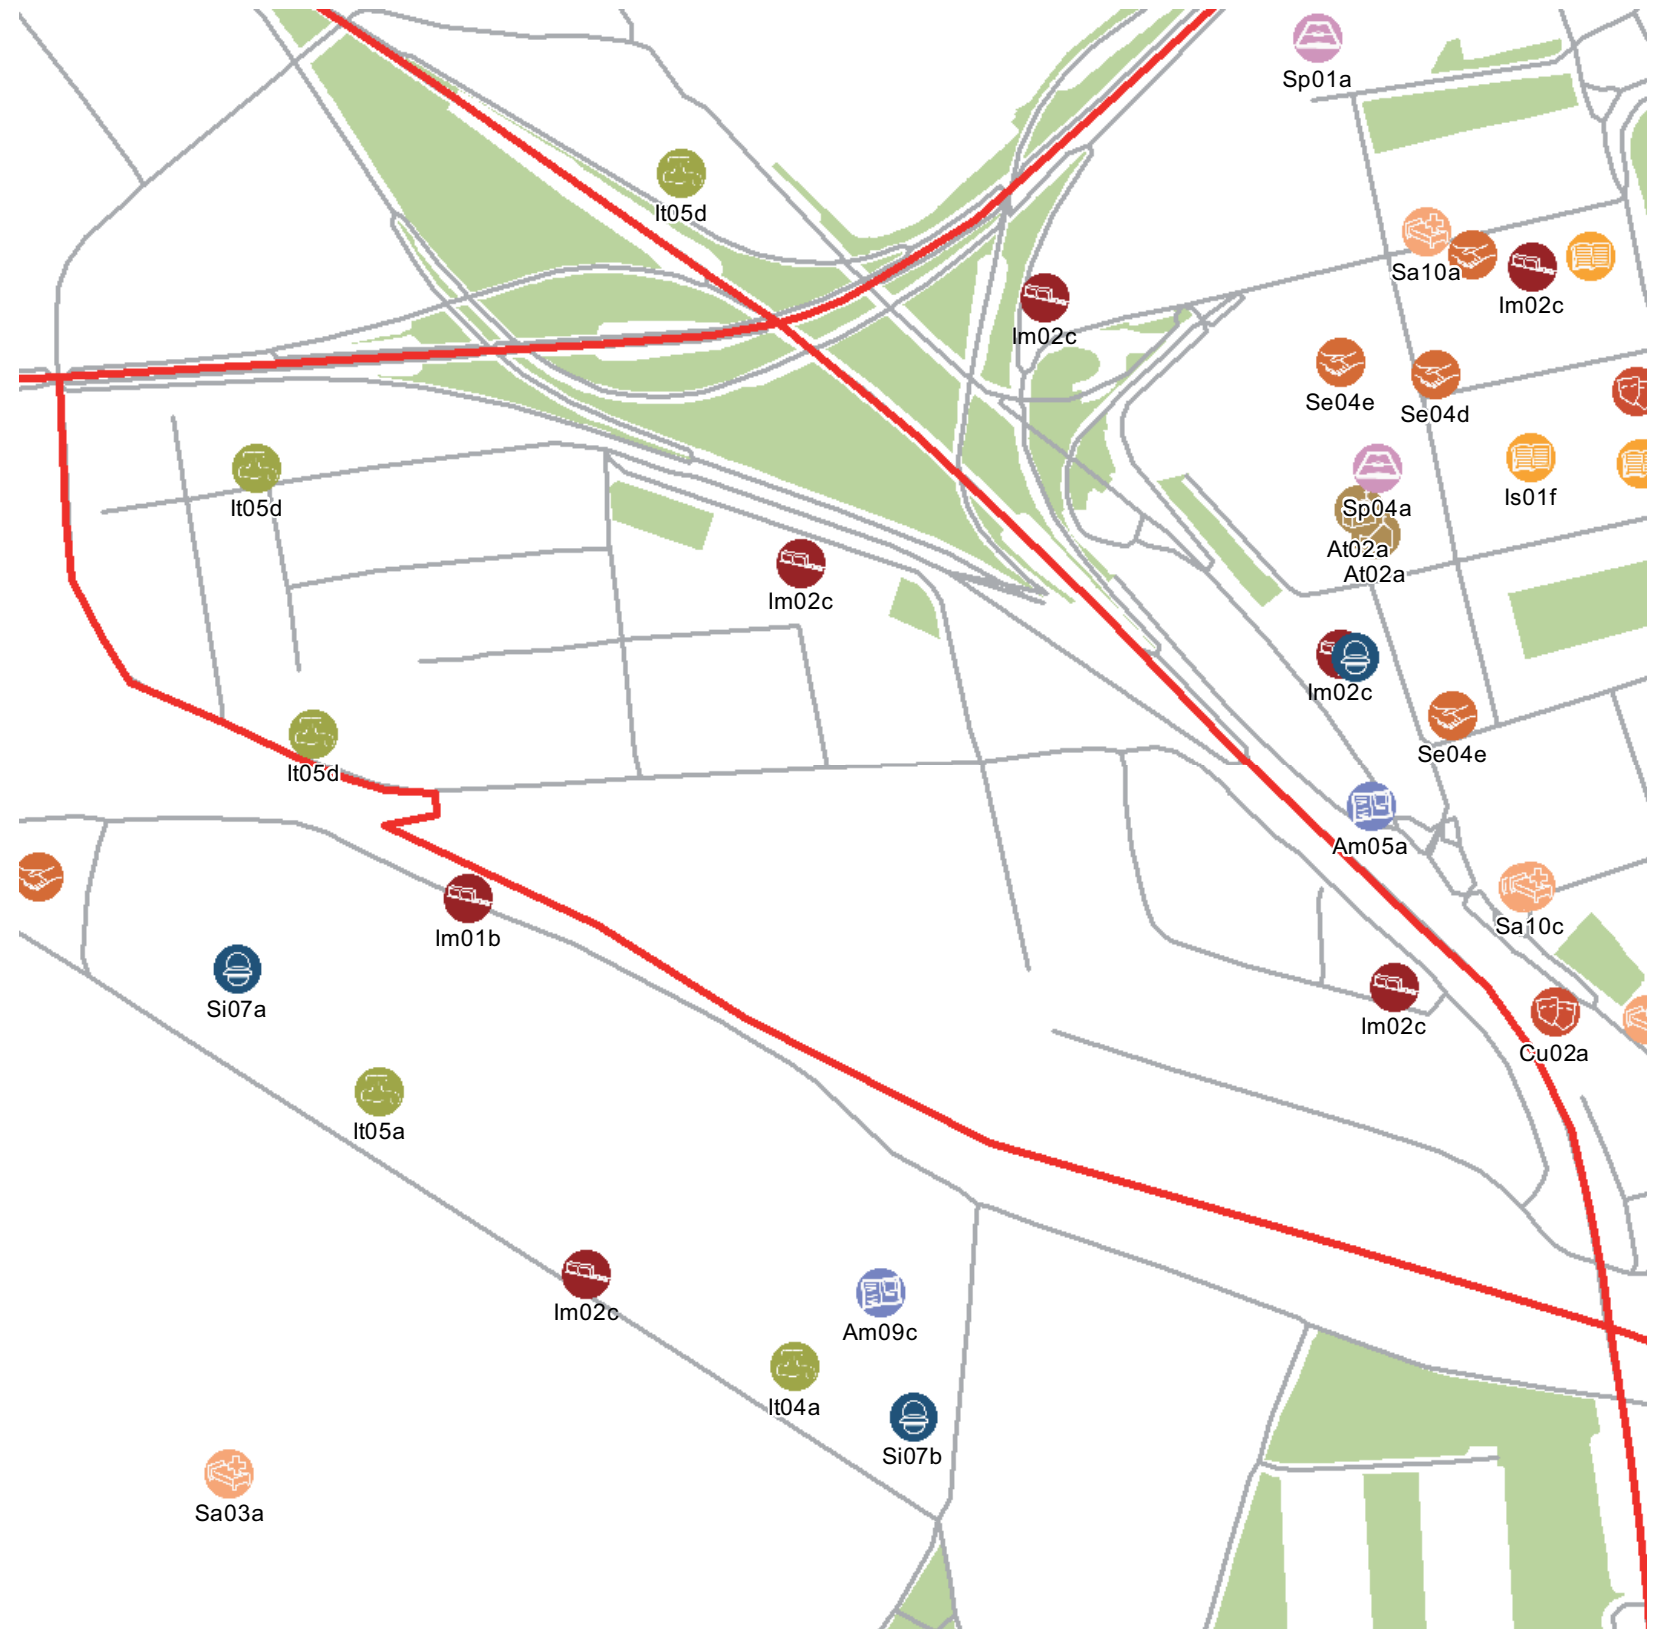 Sp01a
It05d
Sa10a
Im02c
Im02c
Se04e
Se04d
It05d
Is01f
Sp04a
At02a
At02a
Im02c
Im02c
Se04e
It05d
Am05a
Sa10c
Im01b
Si07a
Im02c
Cu02a
It05a
Im02c
Am09c
It04a
Si07b
Sa03a